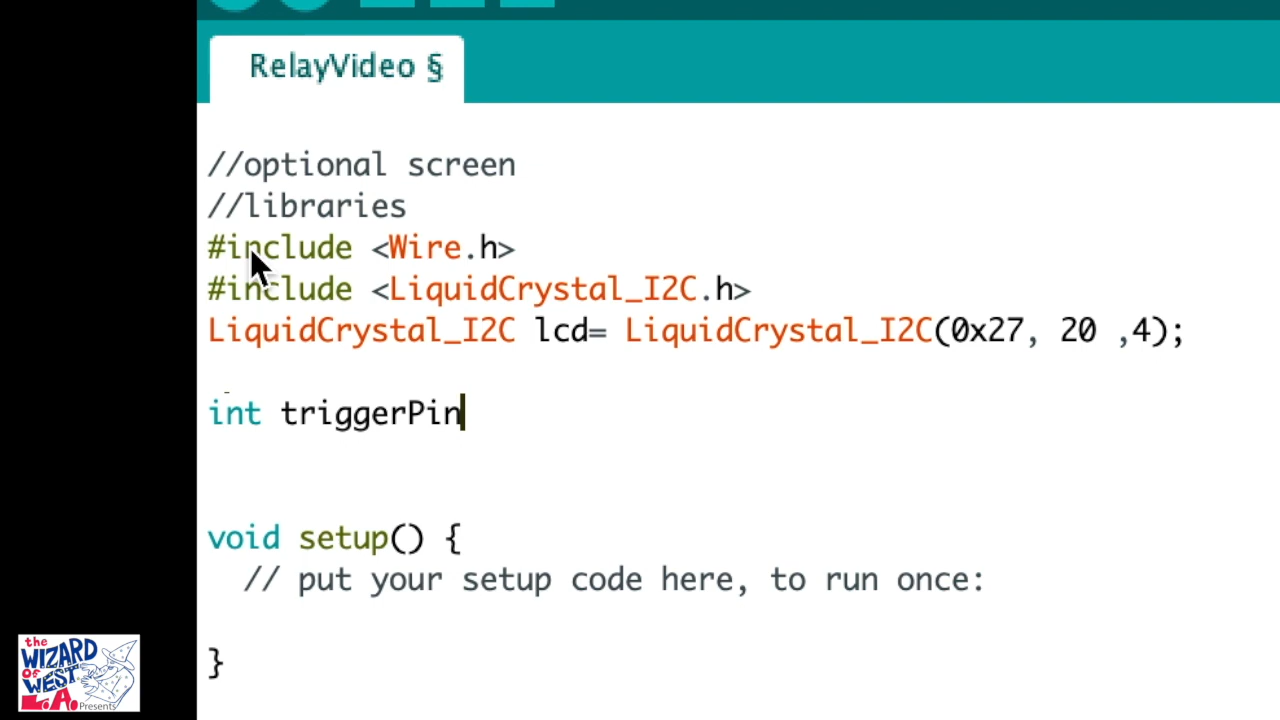 RelayVideo §
//optional screen
//libraries
#include <Wire.h>
#include <LiquidCrystal_I2C.h>
LiquidCrystal_I2C lcd= LiquidCrystal_I2C(0x27, 20 ,4);
int triggerPin
void setup() {
// put your setup code here, to run once:
}
the
WIZARD
OF
WEST
L.A.
Presents